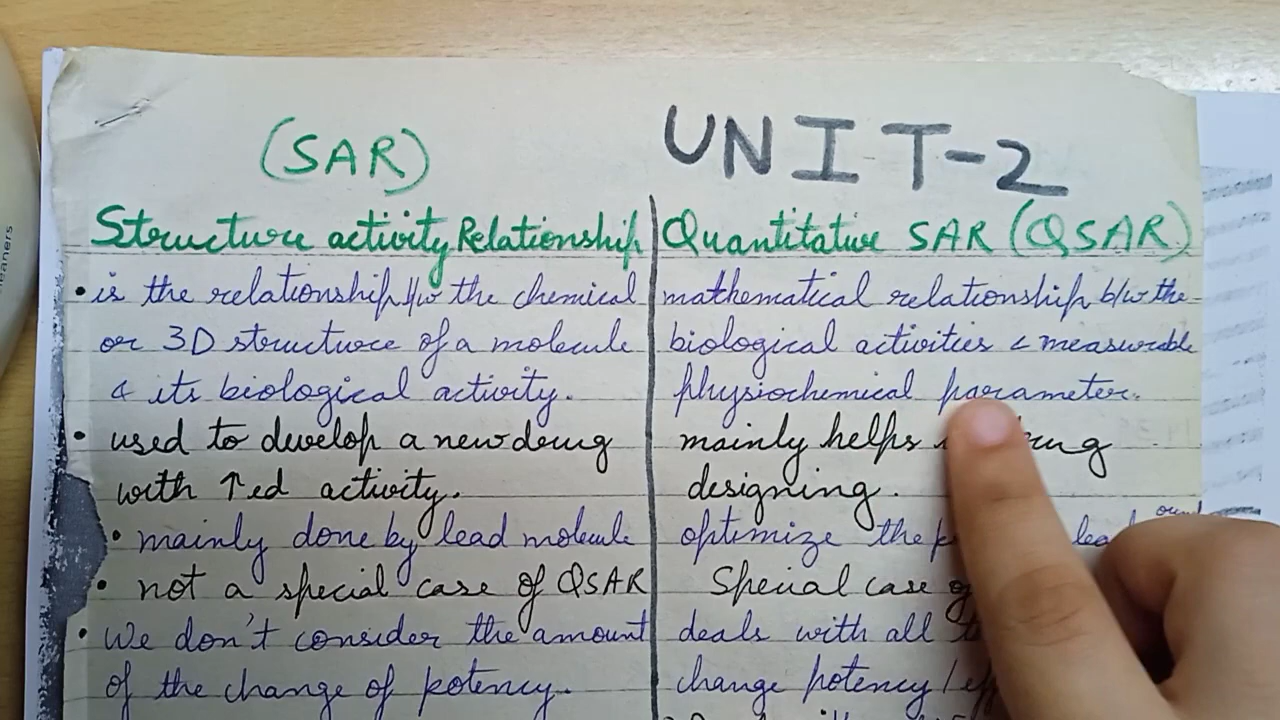 UNIT-2
(SAR)
Structure activity Relationship
• is the relationship b/w the chemical
or 3D structure of a molecule
& its biological activity.
• used to develop a new drug
with ↑ed activity.
• mainly done by lead molecule
• not a special case of QSAR
• We don't consider the amount
of the change of potency.
Quantitative SAR (QSAR)
mathematical relationship b/w the
biological activities & measurable
physiochemical parameter.
mainly helps
designing.
optimize the
Special case
deals with all
change potency /
eaners